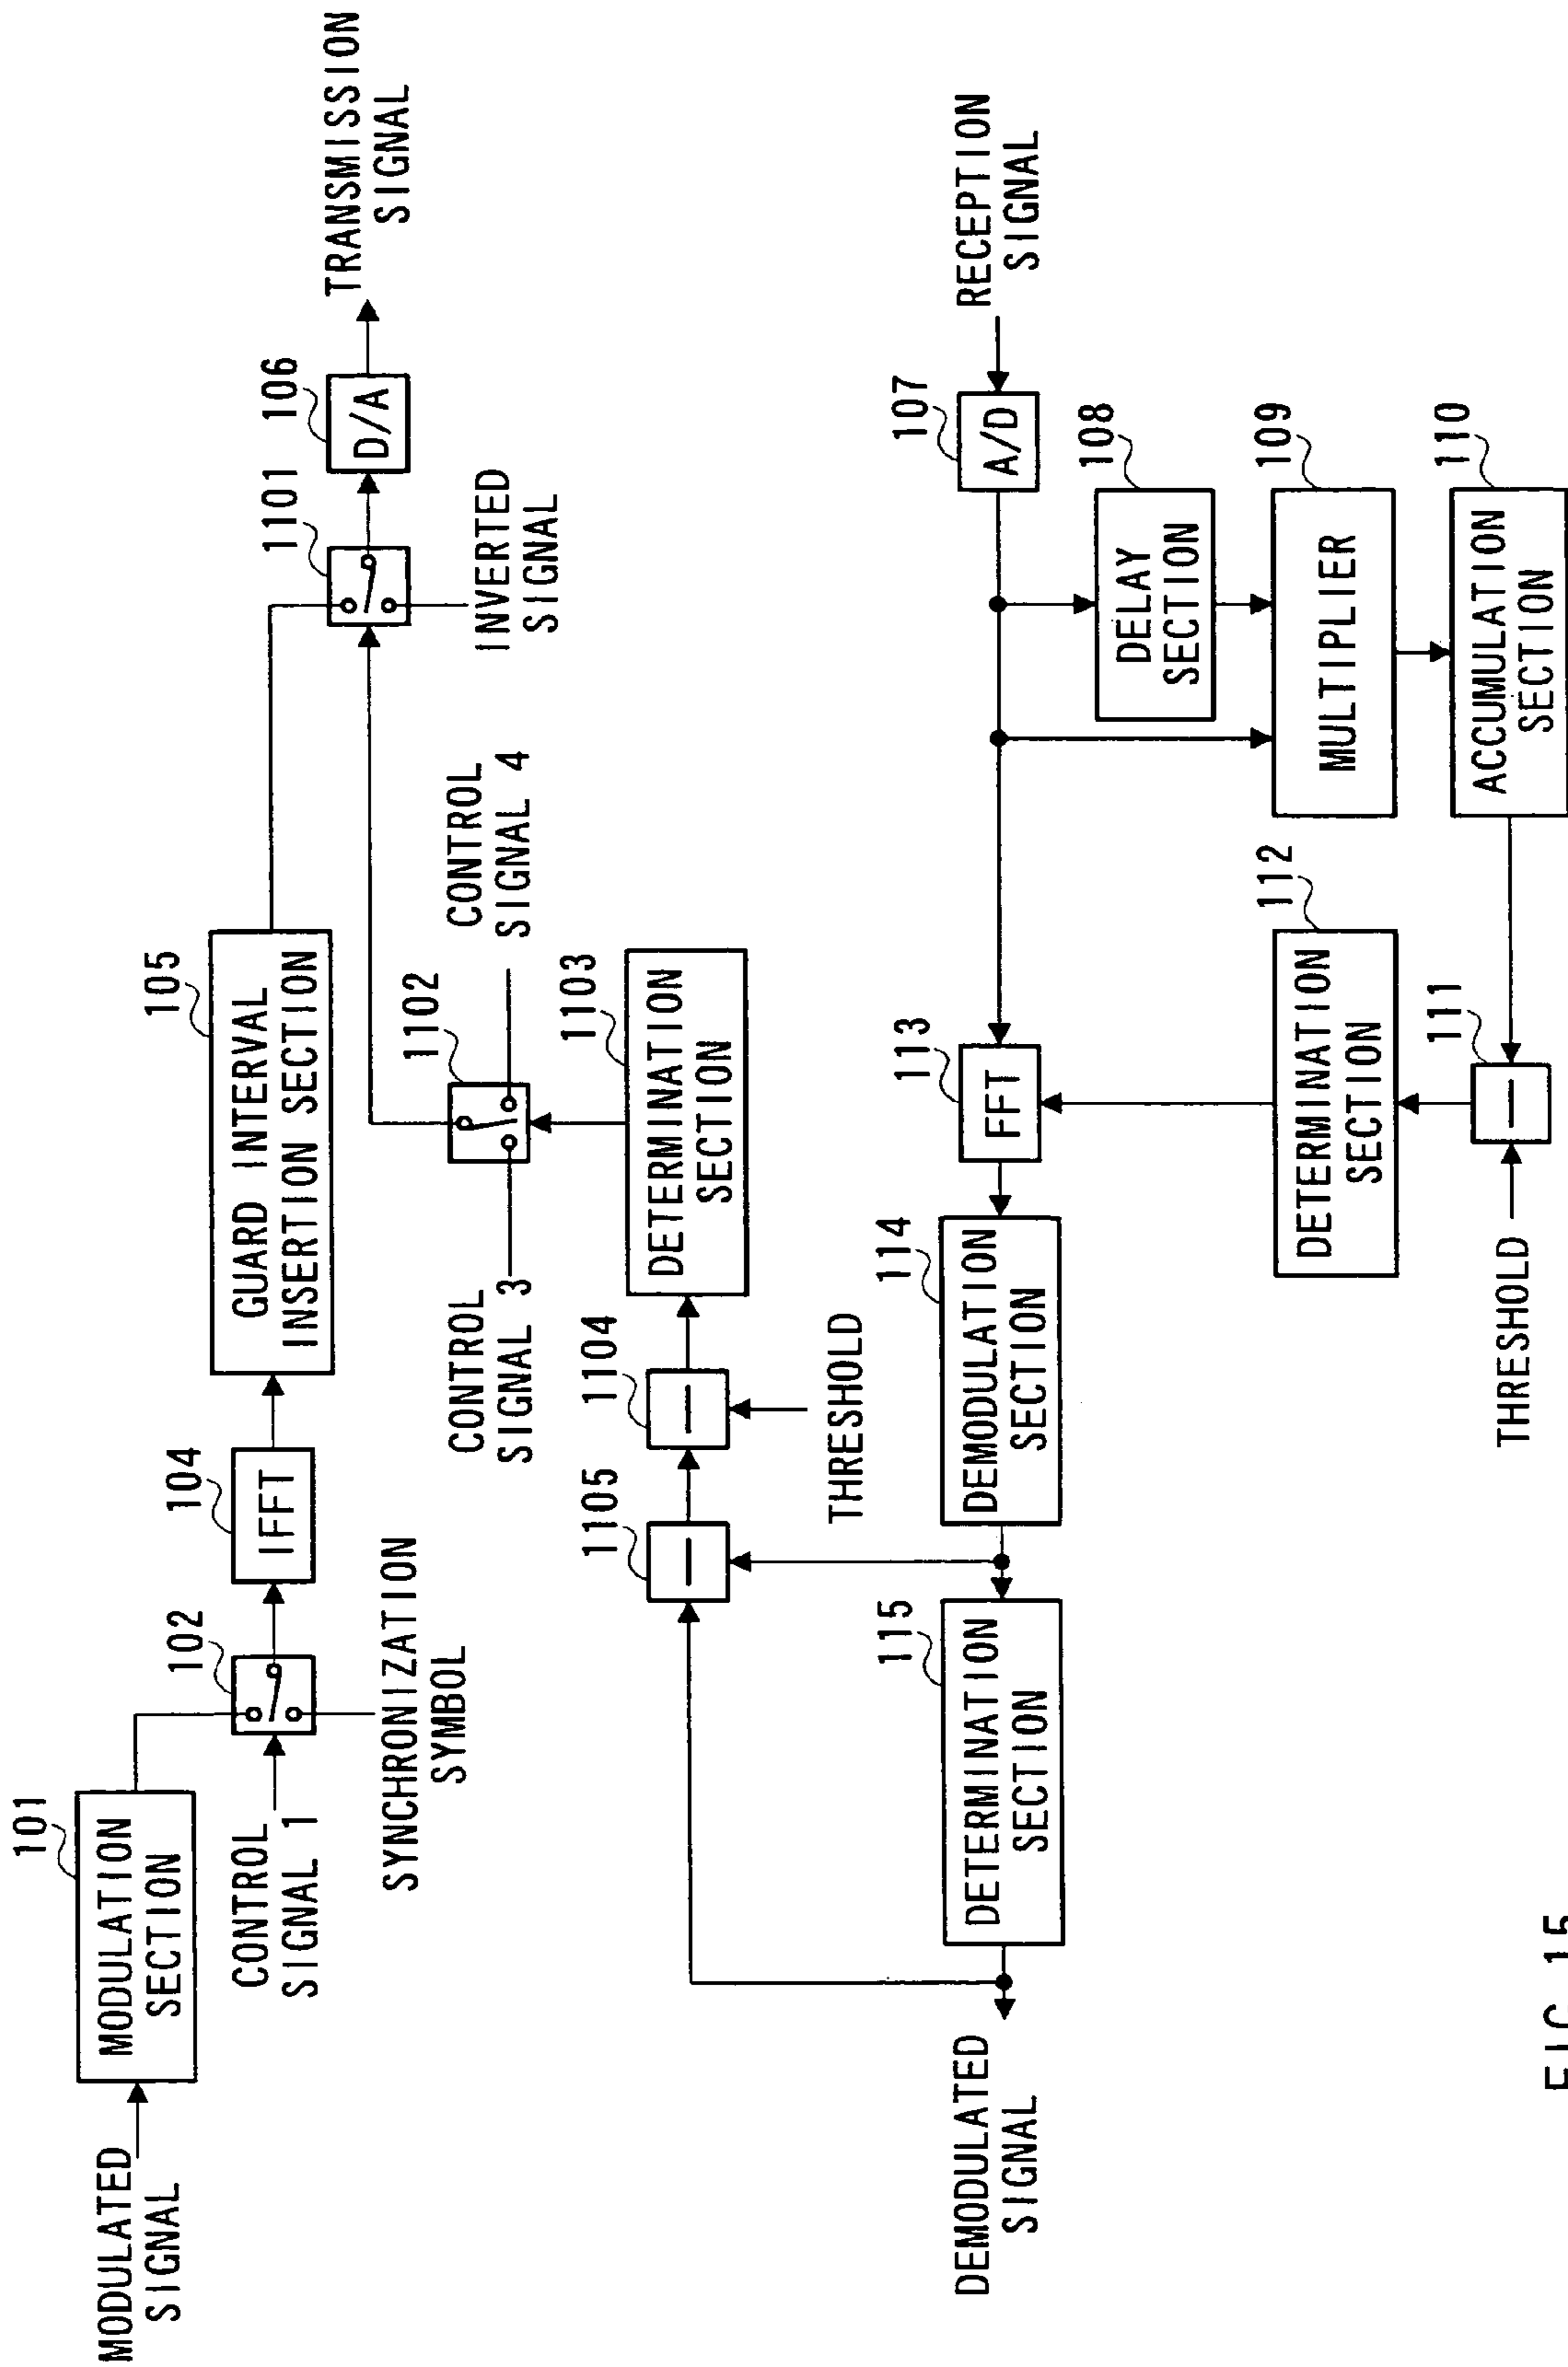 101
MODULATED
SIGNAL
MODULATION
SECTION
CONTROL
SIGNAL 1
102
SYNCHRONIZATION
SYMBOL
104
IFFT
105
GUARD INTERVAL
INSERTION SECTION
1101
INVERTED
SIGNAL
106
D/A
TRANSMISSION
SIGNAL
CONTROL
SIGNAL 3
1102
CONTROL
SIGNAL 4
1105
1104
THRESHOLD
1103
DETERMINATION
SECTION
DEMODULATED
SIGNAL
115
DETERMINATION
SECTION
114
DEMODULATION
SECTION
113
FFT
107
A/D
RECEPTION
SIGNAL
108
DELAY
SECTION
109
MULTIPLIER
110
ACCUMULATION
SECTION
112
DETERMINATION
SECTION
111
THRESHOLD
FIG.15